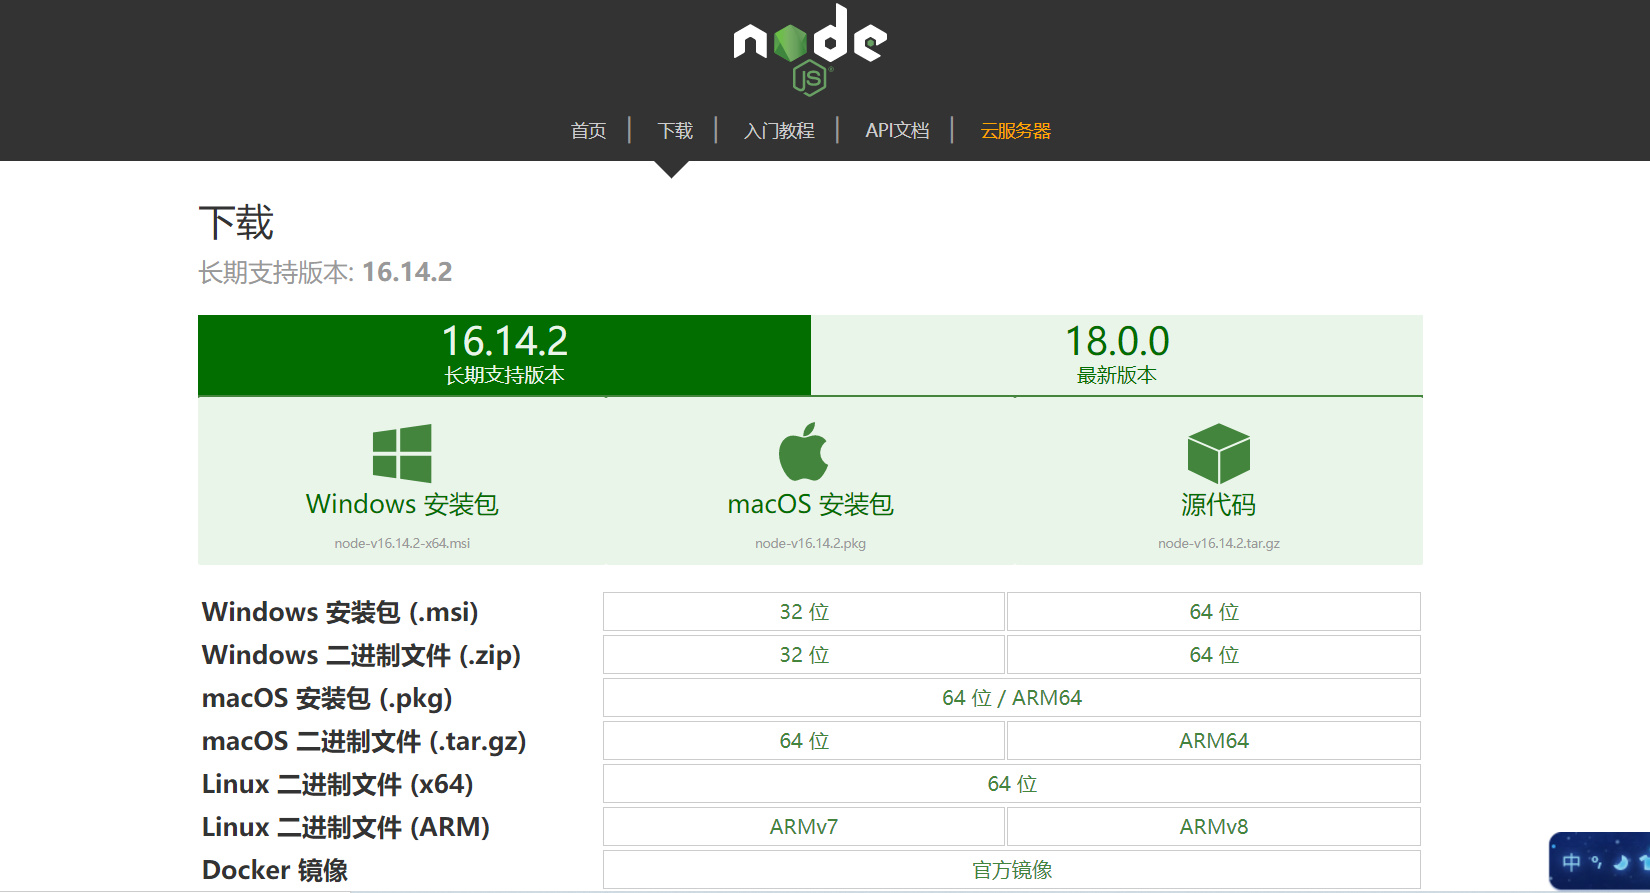 node
JS
首页 下载 入门教程 API文档 云服务器
下载
长期支持版本: 16.14.2
16.14.2 18.0.0
长期支持版本 最新版本
Windows 安装包 macOS 安装包 源代码
node-v16.14.2-x64.msi node-v16.14.2.pkg node-v16.14.2.tar.gz
Windows 安装包 (.msi) 32 位 64 位
Windows 二进制文件 (.zip) 32 位 64 位
macOS 安装包 (.pkg) 64 位 / ARM64
macOS 二进制文件 (.tar.gz) 64 位 ARM64
Linux 二进制文件 (x64) 64 位
Linux 二进制文件 (ARM) ARMv7 ARMv8
Docker 镜像 官方镜像
中